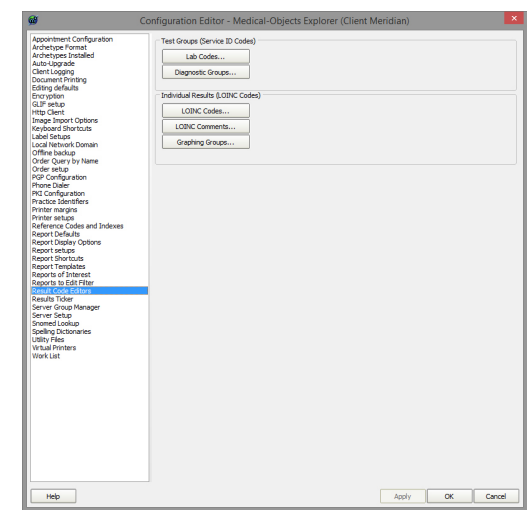 Configuration Editor - Medical-Objects Explorer (Client Meridian)
Appointment Configuration
Archetype Format
Archetypes Installed
Auto-Upgrade
Client Logging
Document Printing
Editing defaults
Encryption
GLIF setup
Http Client
Image Import Options
Keyboard Shortcuts
Label Setups
Local Network Domain
Offline backup
Order Query by Name
Order setup
PGP Configuration
Phone Dialer
PKI Configuration
Practice Identifiers
Printer margins
Printer setups
Reference Codes and Indexes
Report Defaults
Report Display Options
Report setups
Report Shortcuts
Report Templates
Reports of Interest
Reports to Edit Filter
Result Code Editors
Results Ticker
Server Group Manager
Server Setup
Snomed Lookup
Spelling Dictionaries
Utility Files
Virtual Printers
Work List
Test Groups (Service ID Codes)
Lab Codes...
Diagnostic Groups...
Individual Results (LOINC Codes)
LOINC Codes...
LOINC Comments...
Graphing Groups...
Help
Apply
OK
Cancel